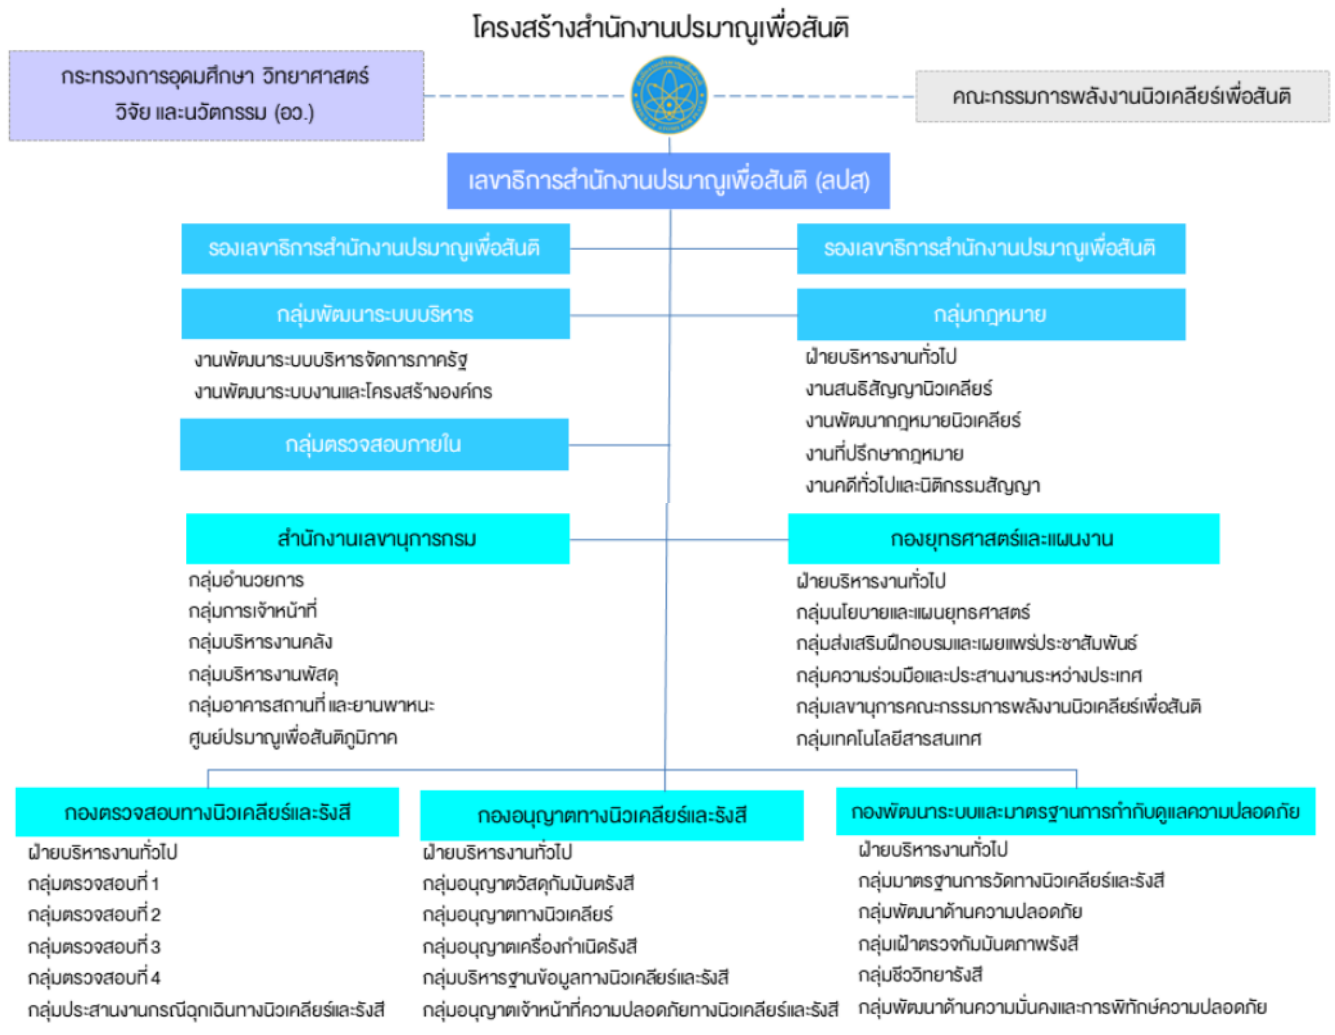 โครงสร้างสำนักงานปรมาณูเพื่อสันติ
กระทรวงการอุดมศึกษา วิทยาศาสตร์
วิจัย และนวัตกรรม (อว.)
คณะกรรมการพลังงานนิวเคลียร์เพื่อสันติ
เลขาธิการสำนักงานปรมาณูเพื่อสันติ (ลปส)
รองเลขาธิการสำนักงานปรมาณูเพื่อสันติ
รองเลขาธิการสำนักงานปรมาณูเพื่อสันติ
กลุ่มพัฒนาระบบบริหาร
งานพัฒนาระบบบริหารจัดการภาครัฐ
งานพัฒนาระบบงานและโครงสร้างองค์กร
กลุ่มกฎหมาย
ฝ่ายบริหารงานทั่วไป
งานสนธิสัญญานิวเคลียร์
งานพัฒนากฎหมายนิวเคลียร์
งานที่ปรึกษากฎหมาย
งานคดีทั่วไปและนิติกรรมสัญญา
กลุ่มตรวจสอบภายใน
สำนักงานเลขานุการกรม
กลุ่มอำนวยการ
กลุ่มการเจ้าหน้าที่
กลุ่มบริหารงานคลัง
กลุ่มบริหารงานพัสดุ
กลุ่มอาคารสถานที่ และยานพาหนะ
ศูนย์ปรมาณูเพื่อสันติภูมิภาค
กองยุทธศาสตร์และแผนงาน
ฝ่ายบริหารงานทั่วไป
กลุ่มนโยบายและแผนยุทธศาสตร์
กลุ่มส่งเสริมฝึกอบรมและเผยแพร่ประชาสัมพันธ์
กลุ่มความร่วมมือและประสานงานระหว่างประเทศ
กลุ่มเลขานุการคณะกรรมการพลังงานนิวเคลียร์เพื่อสันติ
กลุ่มเทคโนโลยีสารสนเทศ
กองตรวจสอบทางนิวเคลียร์และรังสี
ฝ่ายบริหารงานทั่วไป
กลุ่มตรวจสอบที่ 1
กลุ่มตรวจสอบที่ 2
กลุ่มตรวจสอบที่ 3
กลุ่มตรวจสอบที่ 4
กลุ่มประสานงานกรณีฉุกเฉินทางนิวเคลียร์และรังสี
กองอนุญาตทางนิวเคลียร์และรังสี
ฝ่ายบริหารงานทั่วไป
กลุ่มอนุญาตวัสดุกัมมันตรังสี
กลุ่มอนุญาตทางนิวเคลียร์
กลุ่มอนุญาตเครื่องกำเนิดรังสี
กลุ่มบริหารฐานข้อมูลทางนิวเคลียร์และรังสี
กลุ่มอนุญาตเจ้าหน้าที่ความปลอดภัยทางนิวเคลียร์และรังสี
กองพัฒนาระบบและมาตรฐานการกำกับดูแลความปลอดภัย
ฝ่ายบริหารงานทั่วไป
กลุ่มมาตรฐานการวัดทางนิวเคลียร์และรังสี
กลุ่มพัฒนาด้านความปลอดภัย
กลุ่มเฝ้าตรวจกัมมันตภาพรังสี
กลุ่มชีววิทยารังสี
กลุ่มพัฒนาด้านความมั่นคงและการพิทักษ์ความปลอดภัย